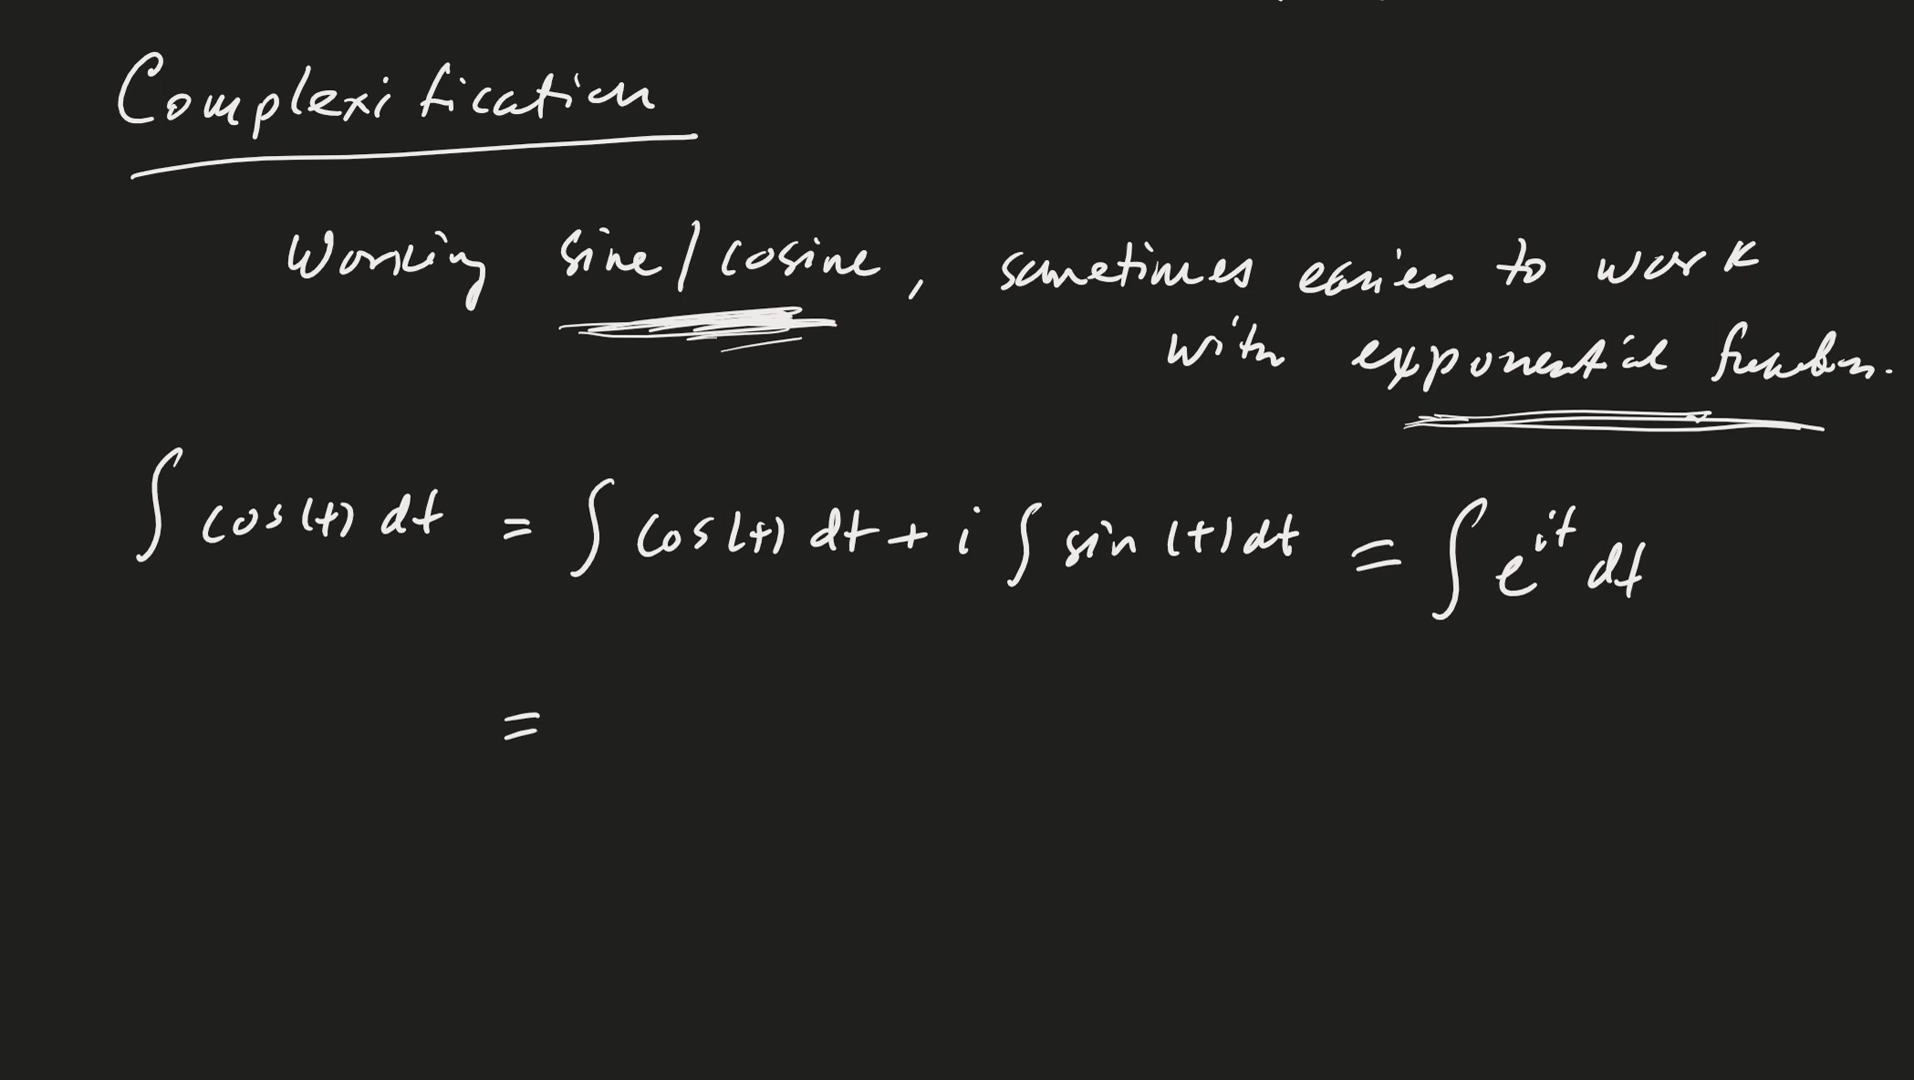 Complexification
Working sine/cosine, sometimes easier to work
with exponential function.
∫ cos(t) dt = ∫ cos(t) dt + i ∫ sin(t) dt = ∫ e^{it} dt
=